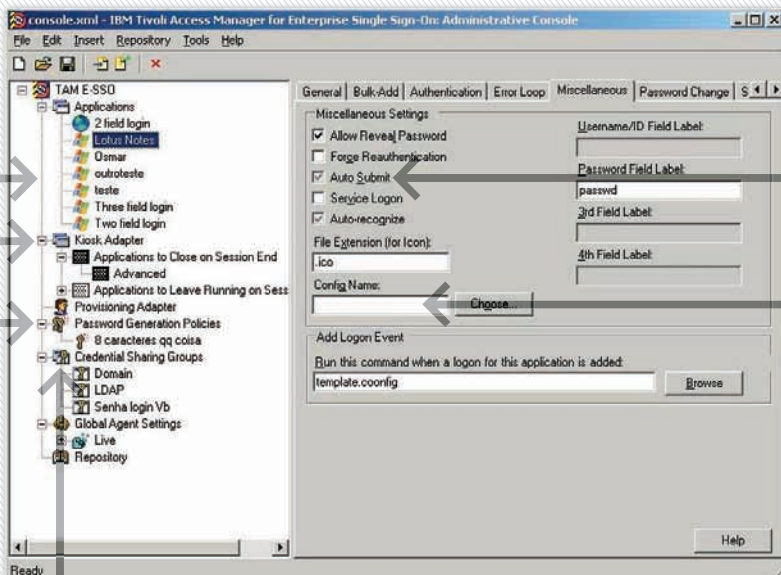 console.xml - IBM Tivoli Access Manager for Enterprise Single Sign-On: Administrative Console
File Edit Insert Repository Tools Help
TAM E-SSO
Applications
2 field login
Lotus Notes
Osmar
outroteste
teste
Three field login
Two field login
Kiosk Adapter
Applications to Close on Session End
Advanced
Applications to Leave Running on Sess
Provisioning Adapter
Password Generation Policies
8 caracteres qq coisa
Credential Sharing Groups
Domain
LDAP
Senha login Vb
Global Agent Settings
Live
Repository
General Bulk-Add Authentication Error Loop Miscellaneous Password Change S
Miscellaneous Settings
Allow Reveal Password
Forge Reauthentication
Auto Submit
Service Logon
Auto-recognize
File Extension (for Icon):
.ico
Config Name:
Choose...
Username/ID Field Label:
Password Field Label:
passwd
3rd Field Label:
4th Field Label:
Add Logon Event
Run this command when a logon for this application is added:
template.coonfig
Browse
Help
Ready